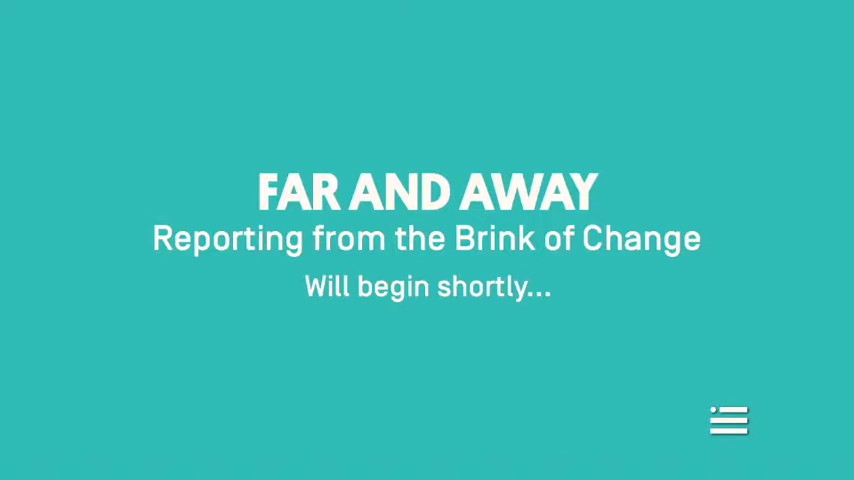 FAR AND AWAY
Reporting from the Brink of Change
Will begin shortly...